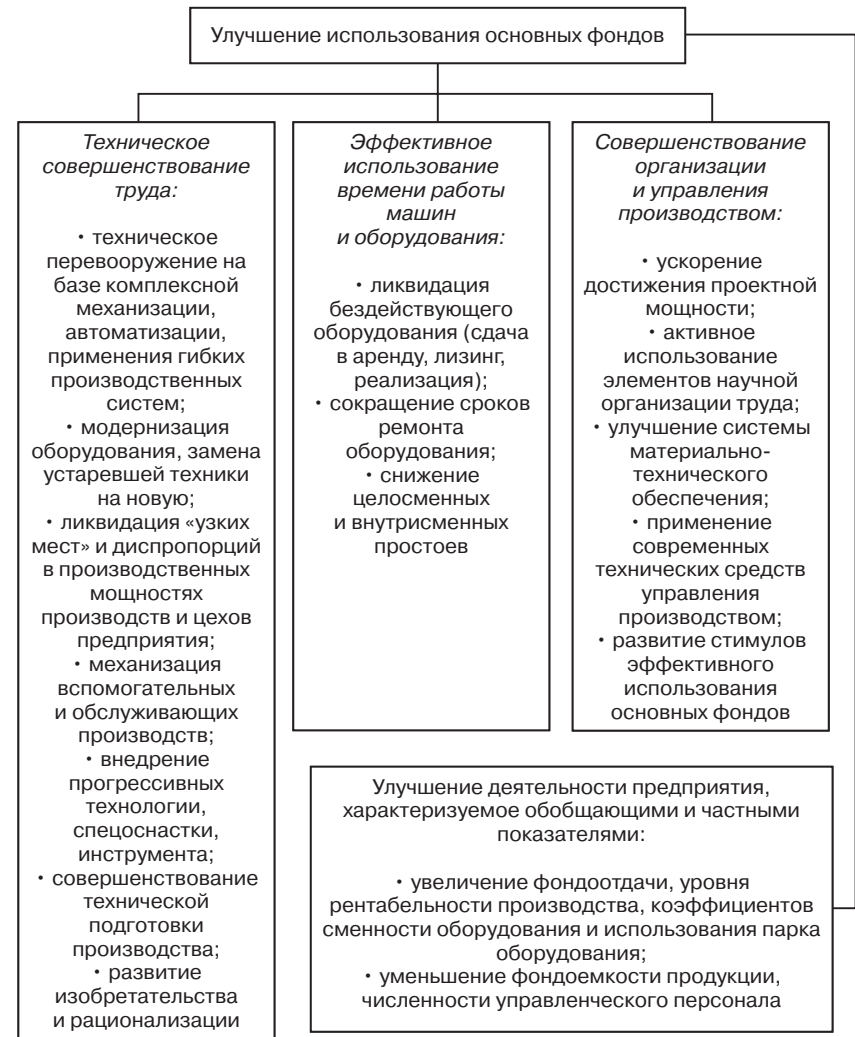 Улучшение использования основных фондов
Техническое
совершенствование
труда:
• техническое
перевооружение на
базе комплексной
механизации,
автоматизации,
применения гибких
производственных
систем;
• модернизация
оборудования, замена
устаревшей техники
на новую;
• ликвидация «узких
мест» и диспропорций
в производственных
мощностях
производств и цехов
предприятия;
• механизация
вспомогательных
и обслуживающих
производств;
• внедрение
прогрессивных
технологии,
спецоснастки,
инструмента;
• совершенствование
технической
подготовки
производства;
• развитие
изобретательства
и рационализации
Эффективное
использование
времени работы
машин
и оборудования:
• ликвидация
бездействующего
оборудования (сдача
в аренду, лизинг,
реализация);
• сокращение сроков
ремонта
оборудования;
• снижение
целосменных
и внутрисменных
простоев
Совершенствование
организации
и управления
производством:
• ускорение
достижения проектной
мощности;
• активное
использование
элементов научной
организации труда;
• улучшение системы
материально-
технического
обеспечения;
• применение
современных
технических средств
управления
производством;
• развитие стимулов
эффективного
использования
основных фондов
Улучшение деятельности предприятия,
характеризуемое обобщающими и частными
показателями:
• увеличение фондоотдачи, уровня
рентабельности производства, коэффициентов
сменности оборудования и использования парка
оборудования;
• уменьшение фондоемкости продукции,
численности управленческого персонала